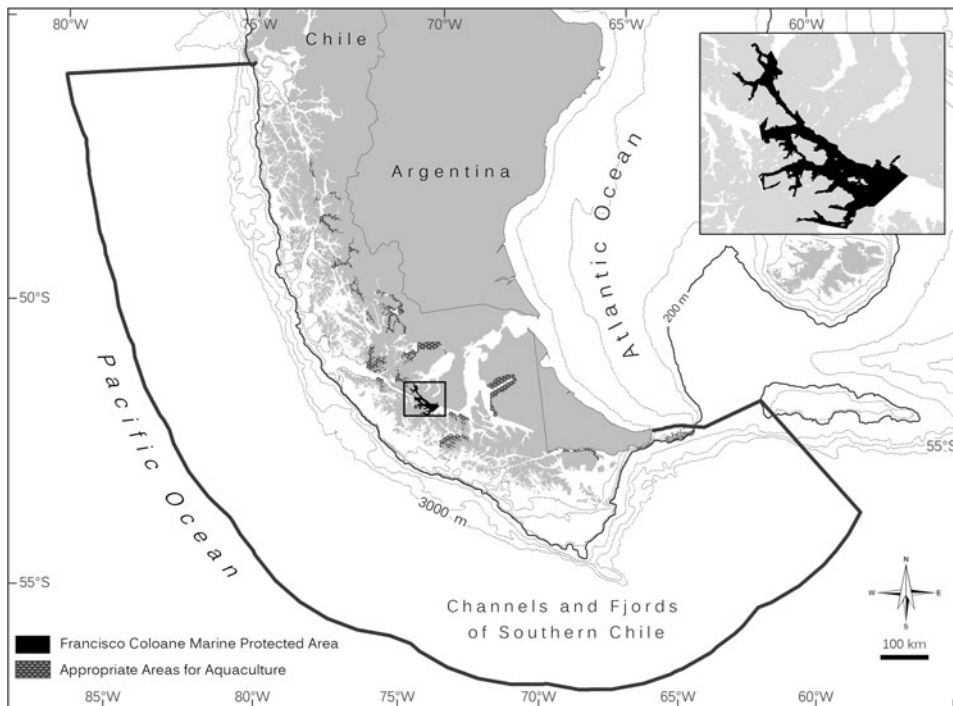 80°W
75°W
70°W
65°W
60°W
Chile
Argentina
Atlantic Ocean
50°S
200 m
Pacific Ocean
55°S
3000 m
55°S
Channels and Fjords
of Southern Chile
N
W
E
S
100 km
Francisco Coloane Marine Protected Area
Appropriate Areas for Aquaculture
85°W
80°W
75°W
70°W
65°W
60°W